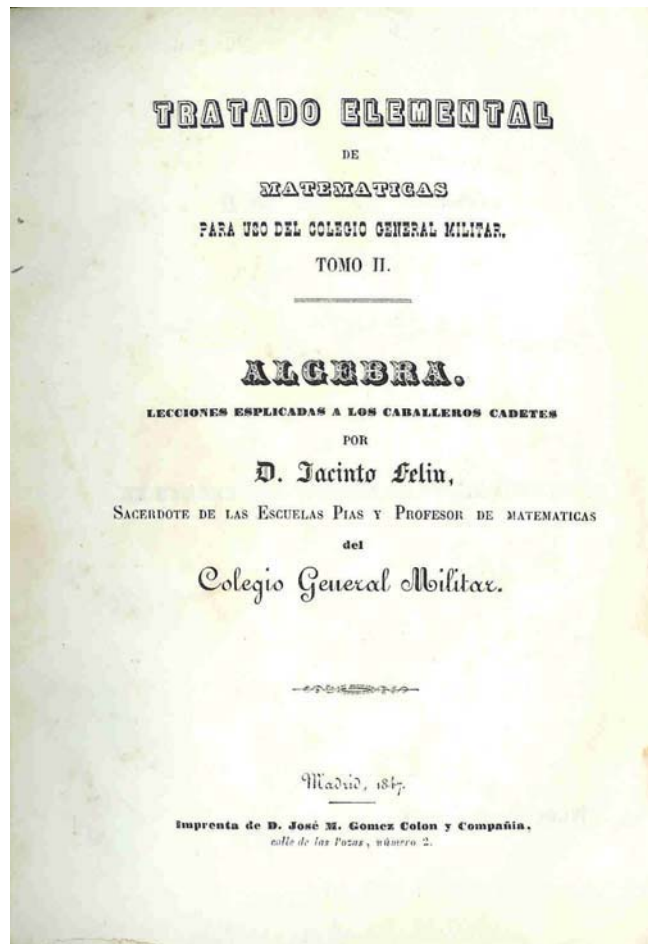 TRATADO ELEMENTAL
DE
MATEMATICAS
PARA USO DEL COLEGIO GENERAL MILITAR.
TOMO II.
ALGEBRA.
LECCIONES ESPLICADAS A LOS CABALLEROS CADETES
POR
D. Jacinto Feliu,
SACERDOTE DE LAS ESCUELAS PIAS Y PROFESOR DE MATEMATICAS
del
Colegio General Militar.
Madrid, 1847.
Imprenta de D. José M. Gomez Colon y Compañia,
calle de las Pozas, número 2.